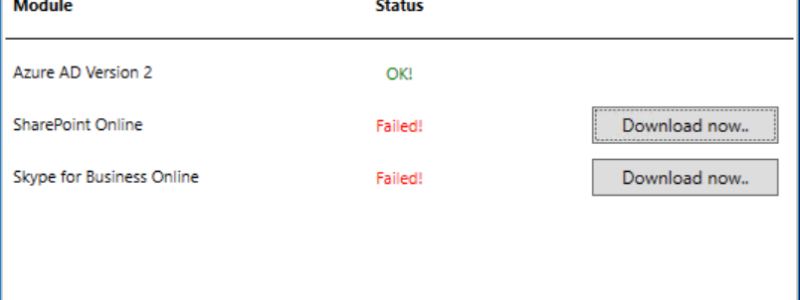 Module Status
Azure AD Version 2 OK!
SharePoint Online Failed! Download now..
Skype for Business Online Failed! Download now..